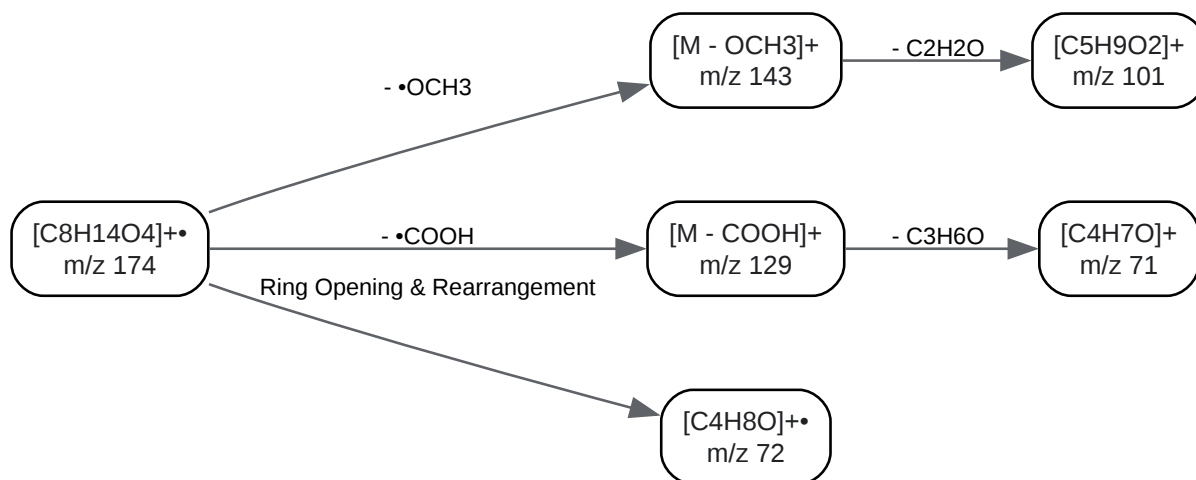 [M - OCH3]+
m/z 143
- C2H2O
[C5H9O2]+
m/z 101
- •OCH3
[C8H14O4]+•
m/z 174
- •COOH
[M - COOH]+
m/z 129
- C3H6O
[C4H7O]+
m/z 71
Ring Opening & Rearrangement
[C4H8O]+•
m/z 72